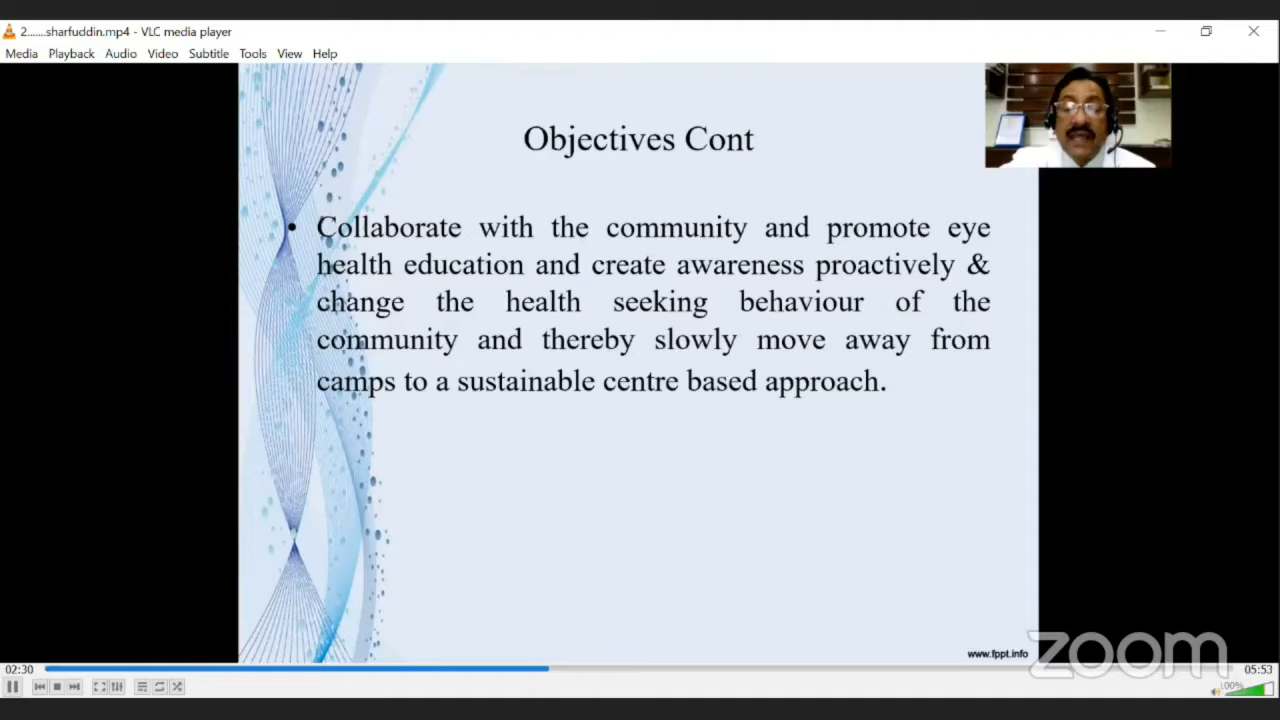 2.......sharfuddin.mp4 - VLC media player
Media Playback Audio Video Subtitle Tools View Help
Objectives Cont
• Collaborate with the community and promote eye
health education and create awareness proactively &
change the health seeking behaviour of the
community and thereby slowly move away from
camps to a sustainable centre based approach.
www.fppt.info
zoom
02:30
05:53
100%